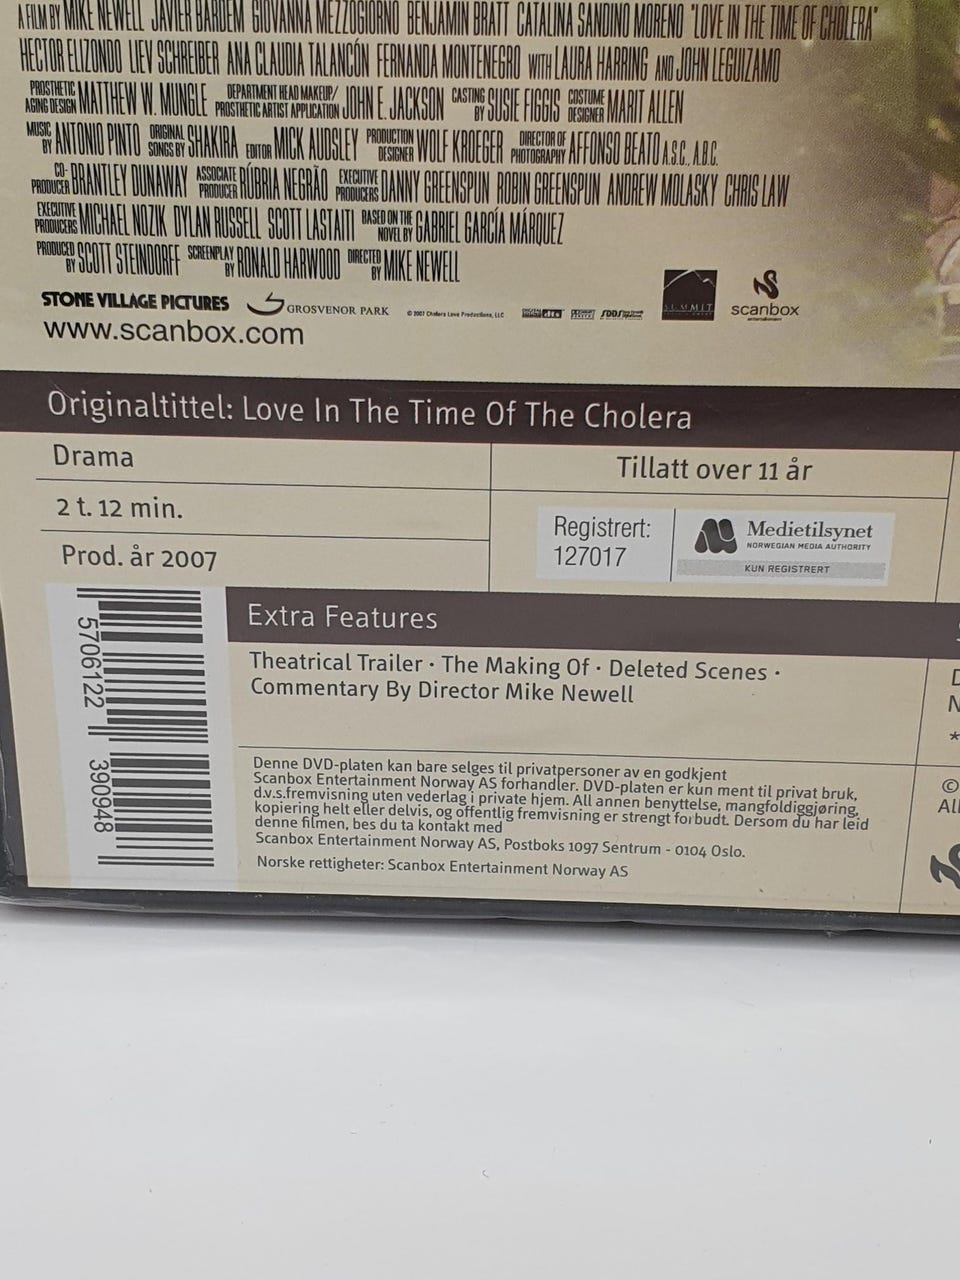 A FILM BY MIKE NEWELL JAVIER BARDEM GIOVANNA MEZZOGIORNO BENJAMIN BRATT CATALINA SANDINO MORENO "LOVE IN THE TIME OF CHOLERA"
HECTOR ELIZONDO LIEV SCHREIBER ANA CLAUDIA TALANCÓN FERNANDA MONTENEGRO WITH LAURA HARRING AND JOHN LEGUIZAMO
PROSTHETIC AGING DESIGN MATTHEW W. MUNGLE DEPARTMENT HEAD MAKEUP/ PROSTHETIC ARTIST APPLICATION JOHN E. JACKSON CASTING BY SUSIE FIGGIS COSTUME DESIGNER MARIT ALLEN
MUSIC BY ANTONIO PINTO ORIGINAL SONGS BY SHAKIRA EDITOR MICK AUDSLEY PRODUCTION DESIGNER WOLF KROEGER DIRECTOR OF PHOTOGRAPHY AFFONSO BEATO A.S.C., A.B.C.
CO-PRODUCER BRANTLEY DUNAWAY ASSOCIATE PRODUCER RÚBRIA NEGRÃO EXECUTIVE PRODUCERS DANNY GREENSPUN ROBIN GREENSPUN ANDREW MOLASKY CHRIS LAW
EXECUTIVE PRODUCERS MICHAEL NOZIK DYLAN RUSSELL SCOTT LASTAITI BASED ON THE NOVEL BY GABRIEL GARCÍA MÁRQUEZ
PRODUCED BY SCOTT STEINDORFF SCREENPLAY BY RONALD HARWOOD DIRECTED BY MIKE NEWELL
STONE VILLAGE PICTURES GROSVENOR PARK © 2007 Cholera Love Productions, LLC dts SDDS SUMMIT scanbox
www.scanbox.com
Originaltittel: Love In The Time Of The Cholera
Drama
Tillatt over 11 år
2 t. 12 min.
Prod. år 2007
Registrert:
127017
Medietilsynet
NORWEGIAN MEDIA AUTHORITY
KUN REGISTRERT
5706122 390948
Extra Features
Theatrical Trailer · The Making Of · Deleted Scenes ·
Commentary By Director Mike Newell
Denne DVD-platen kan bare selges til privatpersoner av en godkjent
Scanbox Entertainment Norway AS forhandler. DVD-platen er kun ment til privat bruk,
d.v.s.fremvisning uten vederlag i private hjem. All annen benyttelse, mangfoldiggjøring,
kopiering helt eller delvis, og offentlig fremvisning er strengt forbudt. Dersom du har leid
denne filmen, bes du ta kontakt med
Scanbox Entertainment Norway AS, Postboks 1097 Sentrum - 0104 Oslo.
Norske rettigheter: Scanbox Entertainment Norway AS